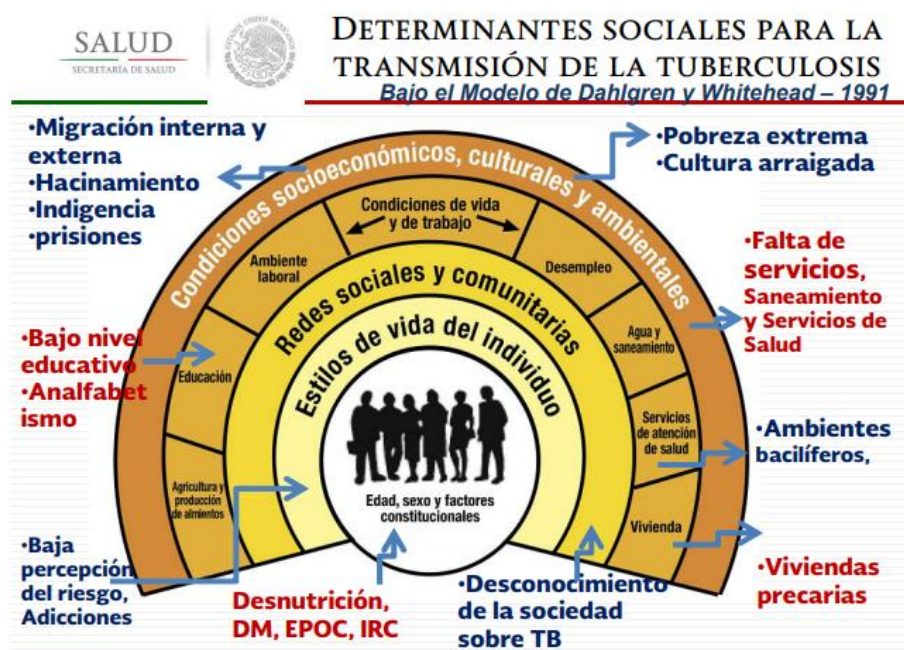 SALUD
SECRETARÍA DE SALUD
ESTADOS UNIDOS MEXICANOS
DETERMINANTES SOCIALES PARA LA
TRANSMISIÓN DE LA TUBERCULOSIS
Bajo el Modelo de Dahlgren y Whitehead – 1991
•Migración interna y
externa
•Hacinamiento
•Indigencia
•prisiones
•Pobreza extrema
•Cultura arraigada
Condiciones socioeconómicos, culturales y ambientales
Condiciones de vida
y de trabajo
Ambiente
laboral
Desempleo
Redes sociales y comunitarias
•Falta de
servicios,
Saneamiento
y Servicios de
Salud
•Bajo nivel
educativo
•Analfabet
ismo
Educación
Estilos de vida del individuo
Agua y
saneamiento
Servicios
de atención
de salud
•Ambientes
bacilíferos,
Agricultura y
producción
de almientos
Edad, sexo y factores
constitucionales
Vivienda
•Baja
percepción
del riesgo,
Adicciones
Desnutrición,
DM, EPOC, IRC
•Desconocimiento
de la sociedad
sobre TB
•Viviendas
precarias